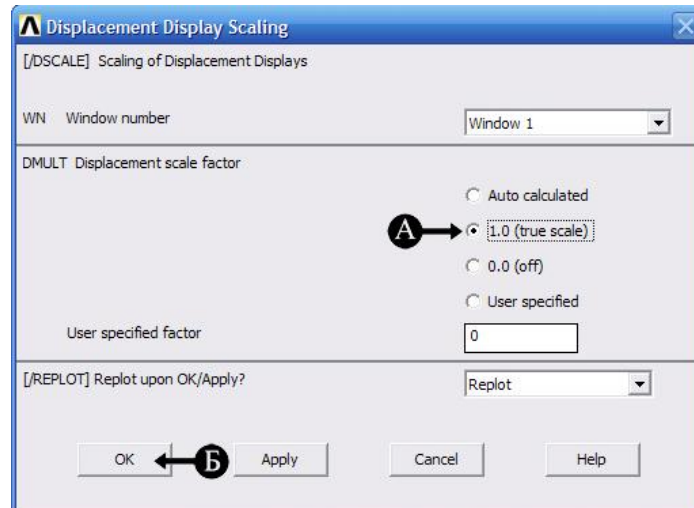 Displacement Display Scaling
[/DSCALE] Scaling of Displacement Displays
WN Window number Window 1
DMULT Displacement scale factor
Auto calculated
А 1.0 (true scale)
0.0 (off)
User specified
User specified factor 0
[/REPLOT] Replot upon OK/Apply? Replot
OK Б Apply Cancel Help